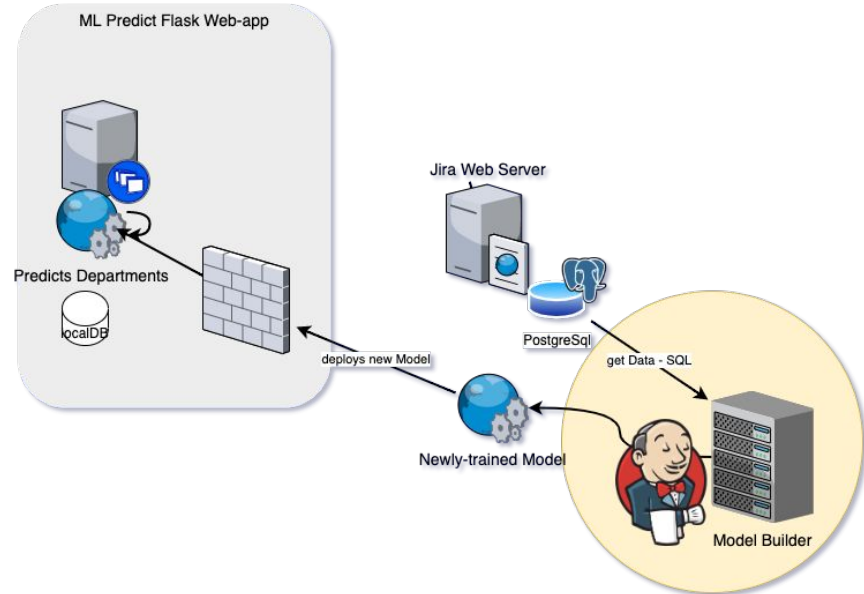 ML Predict Flask Web-app
Jira Web Server
Predicts Departments
localDB
PostgreSql
deploys new Model
get Data - SQL
Newly-trained Model
Model Builder